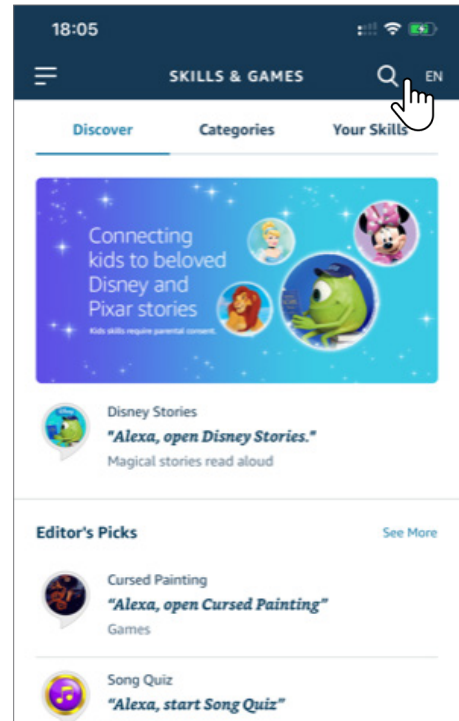 18:05
SKILLS & GAMES
EN
Discover
Categories
Your Skills
Connecting
kids to beloved
Disney and
Pixar stories
Kids skills require parental consent.
Disney Stories
"Alexa, open Disney Stories."
Magical stories read aloud
Editor's Picks
See More
Cursed Painting
“Alexa, open Cursed Painting”
Games
Song Quiz
“Alexa, start Song Quiz”